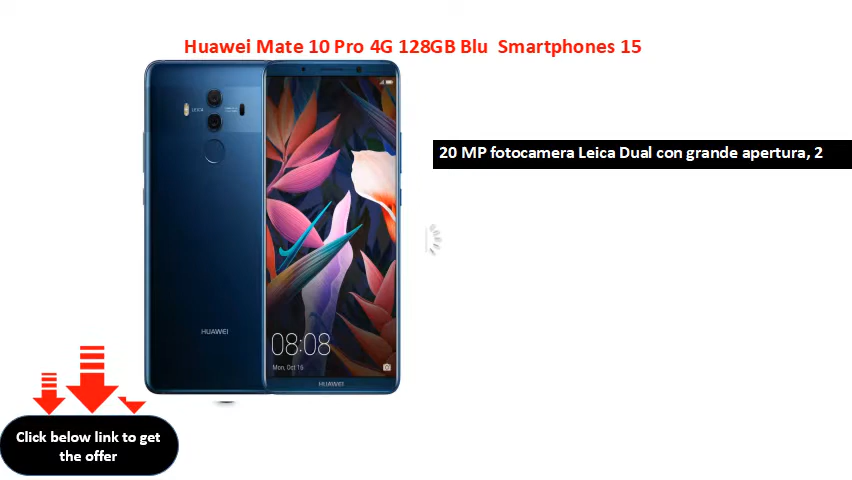 Huawei Mate 10 Pro 4G 128GB Blu  Smartphones 15
20 MP fotocamera Leica Dual con grande apertura, 2
LEICA
HUAWEI
08:08
Mon, Oct 16
HUAWEI
Click below link to get
the offer